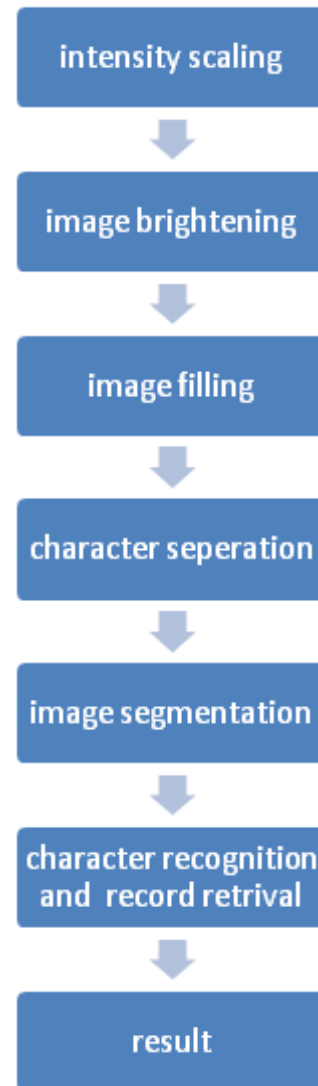 intensity scaling
image brightening
image filling
character seperation
image segmentation
character recognition
and record retrival
result